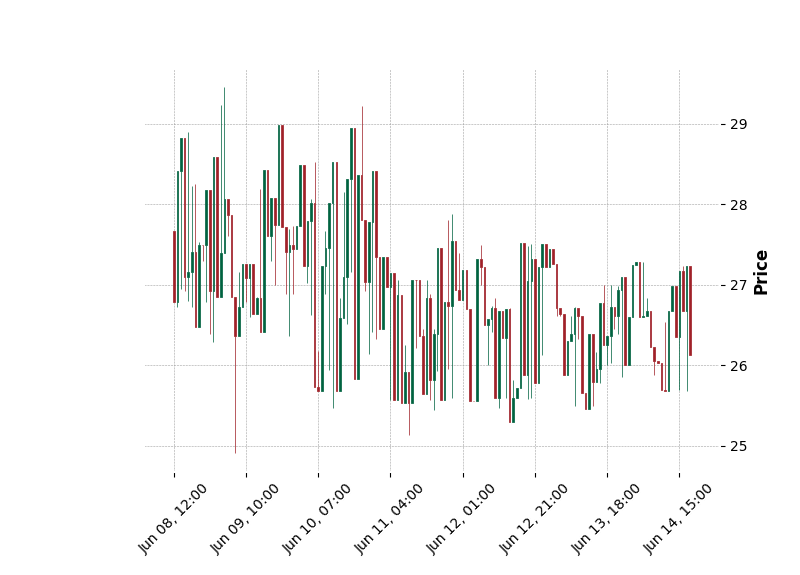 29
28
27
26
25
Price
Jun 08, 12:00
Jun 09, 10:00
Jun 10, 07:00
Jun 11, 04:00
Jun 12, 01:00
Jun 12, 21:00
Jun 13, 18:00
Jun 14, 15:00